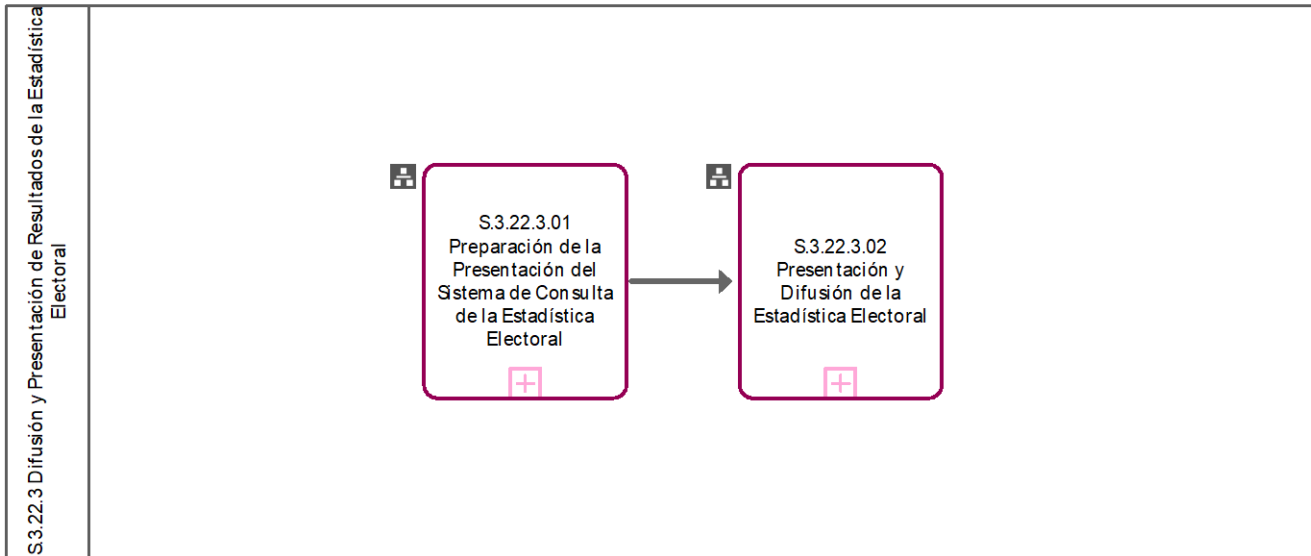 S.3.22.3 Difusión y Presentación de Resultados de la Estadística
Electoral
S.3.22.3.01
Preparación de la
Presentación del
Sistema de Consulta
de la Estadística
Electoral
S.3.22.3.02
Presentación y
Difusión de la
Estadística Electoral